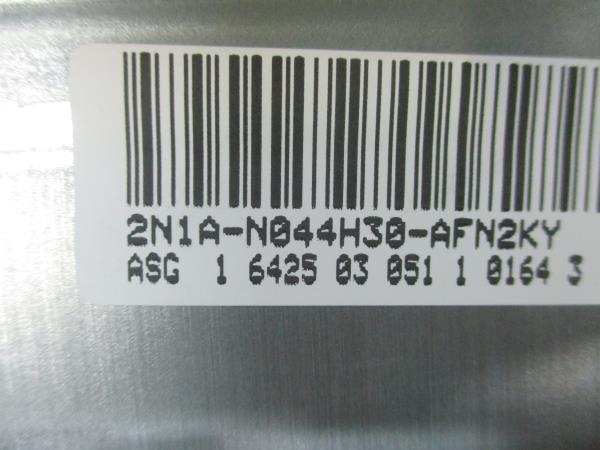 2N1A-N044H30-AFN2KY
ASG 1 6425 03 051 1 0164 3